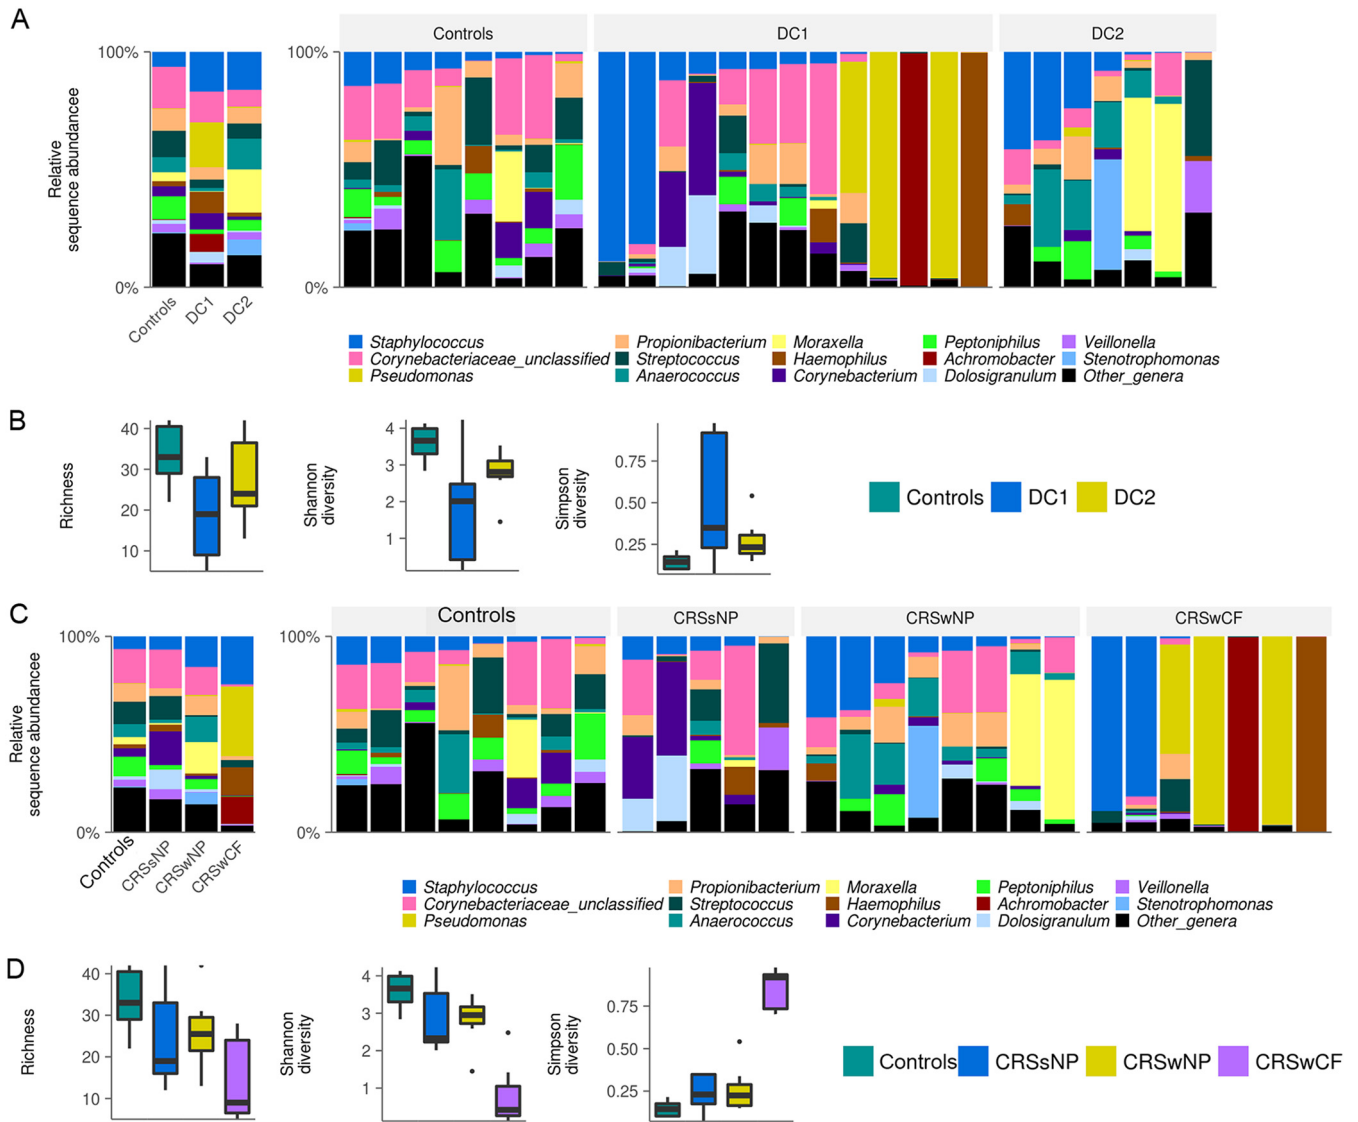 A
Controls
DC1
DC2
100%
100%
Relative
sequence abundancee
0%
0%
Controls
DC1
DC2
Staphylococcus
Propionibacterium
Moraxella
Peptoniphilus
Veillonella
Corynebacteriaceae_unclassified
Streptococcus
Haemophilus
Achromobacter
Stenotrophomonas
Pseudomonas
Anaerococcus
Corynebacterium
Dolosigranulum
Other_genera
B
Richness
40
30
20
10
Shannon
diversity
4
3
2
1
Simpson
diversity
0.75
0.50
0.25
Controls
DC1
DC2
C
Controls
CRSsNP
CRSwNP
CRSwCF
100%
100%
Relative
sequence abundancee
0%
0%
Controls
CRSsNP
CRSwNP
CRSwCF
Staphylococcus
Propionibacterium
Moraxella
Peptoniphilus
Veillonella
Corynebacteriaceae_unclassified
Streptococcus
Haemophilus
Achromobacter
Stenotrophomonas
Pseudomonas
Anaerococcus
Corynebacterium
Dolosigranulum
Other_genera
D
Richness
40
30
20
10
Shannon
diversity
4
3
2
1
Simpson
diversity
0.75
0.50
0.25
Controls
CRSsNP
CRSwNP
CRSwCF